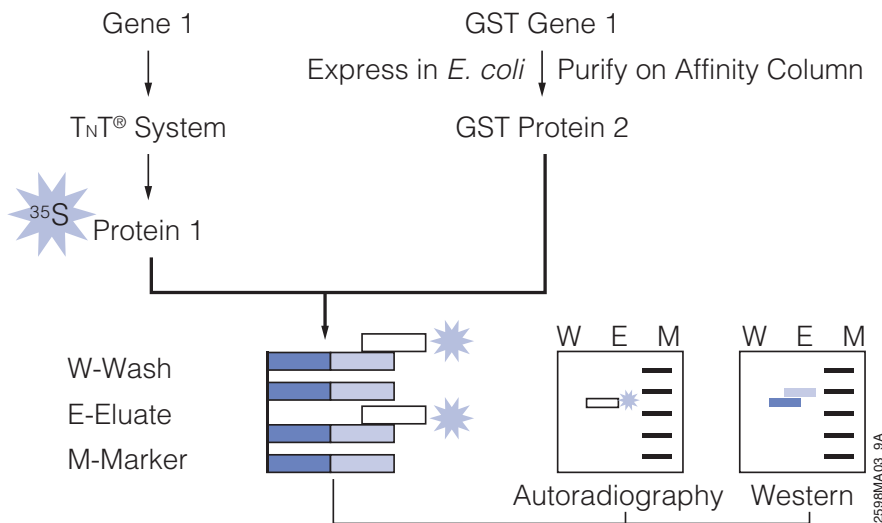 Gene 1
GST Gene 1
Express in E. coli
Purify on Affinity Column
TNT® System
GST Protein 2
35S
Protein 1
W-Wash
E-Eluate
M-Marker
W E M
W E M
Autoradiography
Western
2598MA03_9A